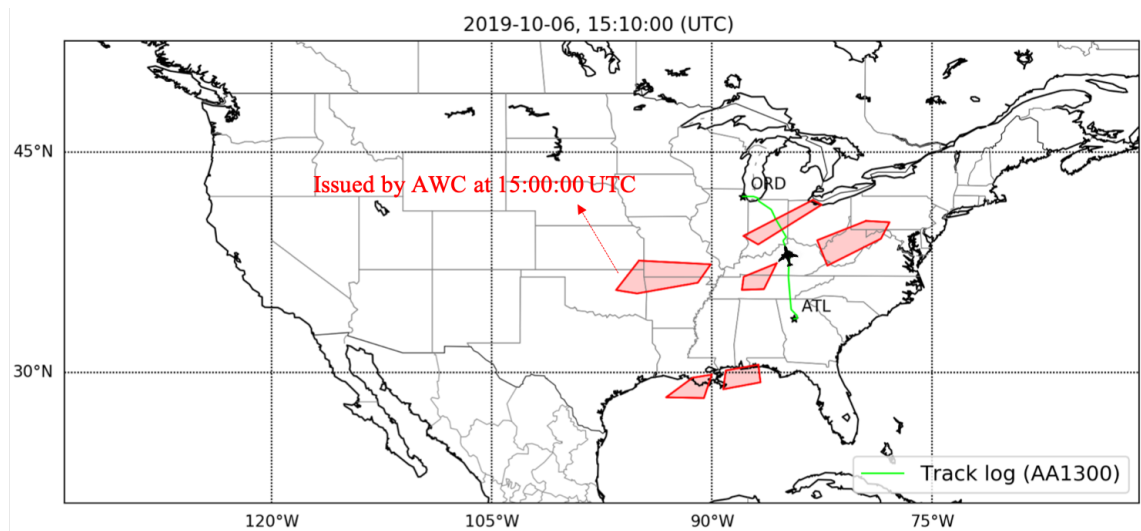 2019-10-06, 15:10:00 (UTC)
45°N
ORD
Issued by AWC at 15:00:00 UTC
ATL
30°N
Track log (AA1300)
120°W
105°W
90°W
75°W